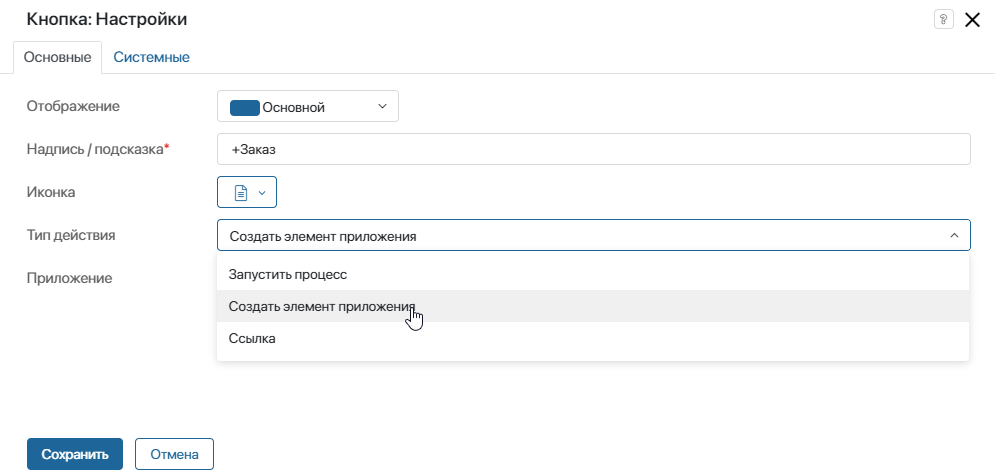 Кнопка: Настройки
?
Основные Системные
Отображение Основной
Надпись / подсказка* +Заказ
Иконка
Тип действия Создать элемент приложения
Запустить процесс
Приложение
Создать элемент приложения
Ссылка
Сохранить Отмена